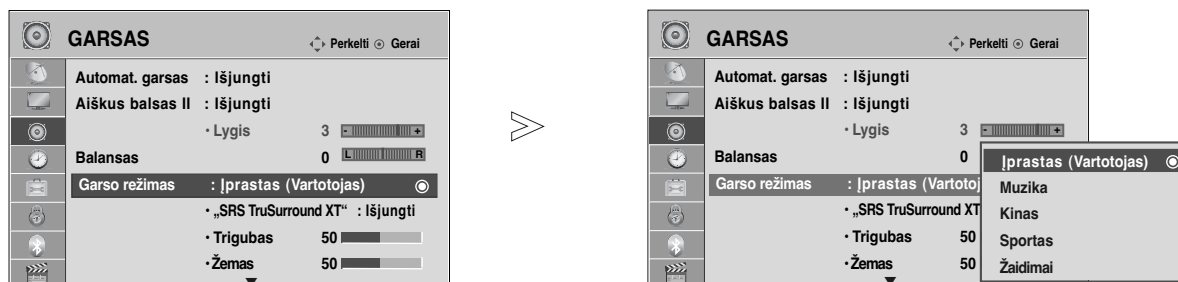 GARSAS Perkelti Gerai
Automat. garsas : Išjungti
Aiškus balsas II : Išjungti
• Lygis 3 - +
Balansas 0 L R
Garso režimas : Įprastas (Vartotojas)
• „SRS TruSurround XT“ : Išjungti
• Trigubas 50
• Žemas 50
>
GARSAS Perkelti Gerai
Automat. garsas : Išjungti
Aiškus balsas II : Išjungti
• Lygis 3 - +
Balansas 0
Garso režimas : Įprastas (Vartotoj
• „SRS TruSurround XT
• Trigubas 50
• Žemas 50
Įprastas (Vartotojas)
Muzika
Kinas
Sportas
Žaidimai